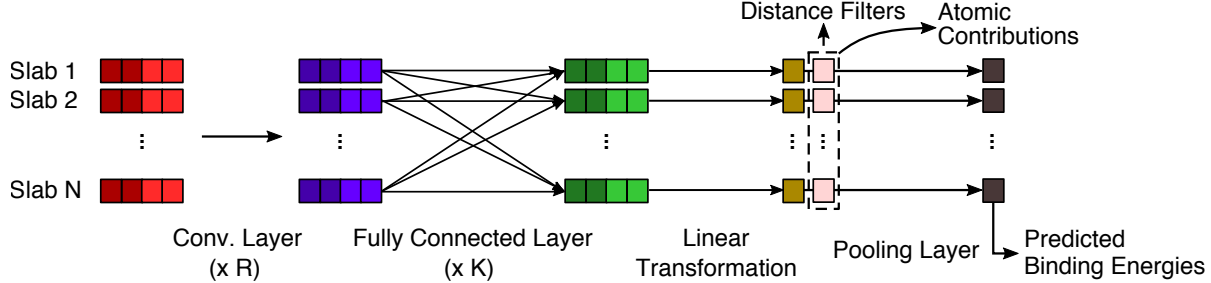 Distance Filters
Atomic
Contributions
Slab 1
Slab 2
...
Slab N
Conv. Layer
(x R)
Fully Connected Layer
(x K)
Linear
Transformation
Pooling Layer
Predicted
Binding Energies